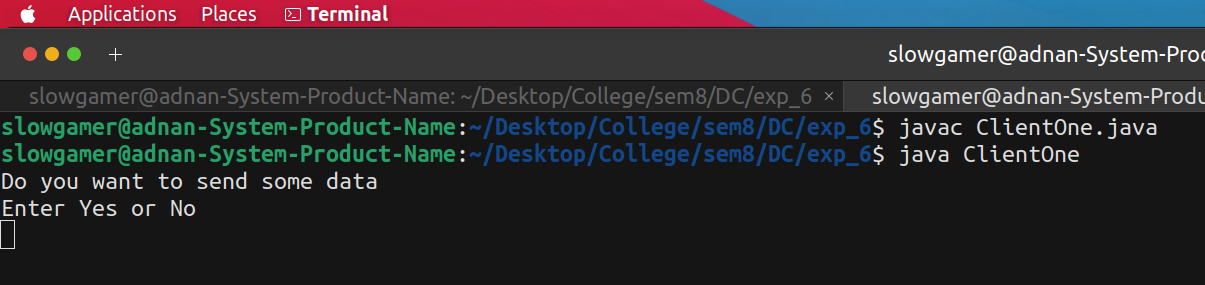 Applications Places Terminal
slowgamer@adnan-System-Prod
slowgamer@adnan-System-Product-Name: ~/Desktop/College/sem8/DC/exp_6 × slowgamer@adnan-System-Produ
slowgamer@adnan-System-Product-Name:~/Desktop/College/sem8/DC/exp_6$ javac ClientOne.java
slowgamer@adnan-System-Product-Name:~/Desktop/College/sem8/DC/exp_6$ java ClientOne
Do you want to send some data
Enter Yes or No